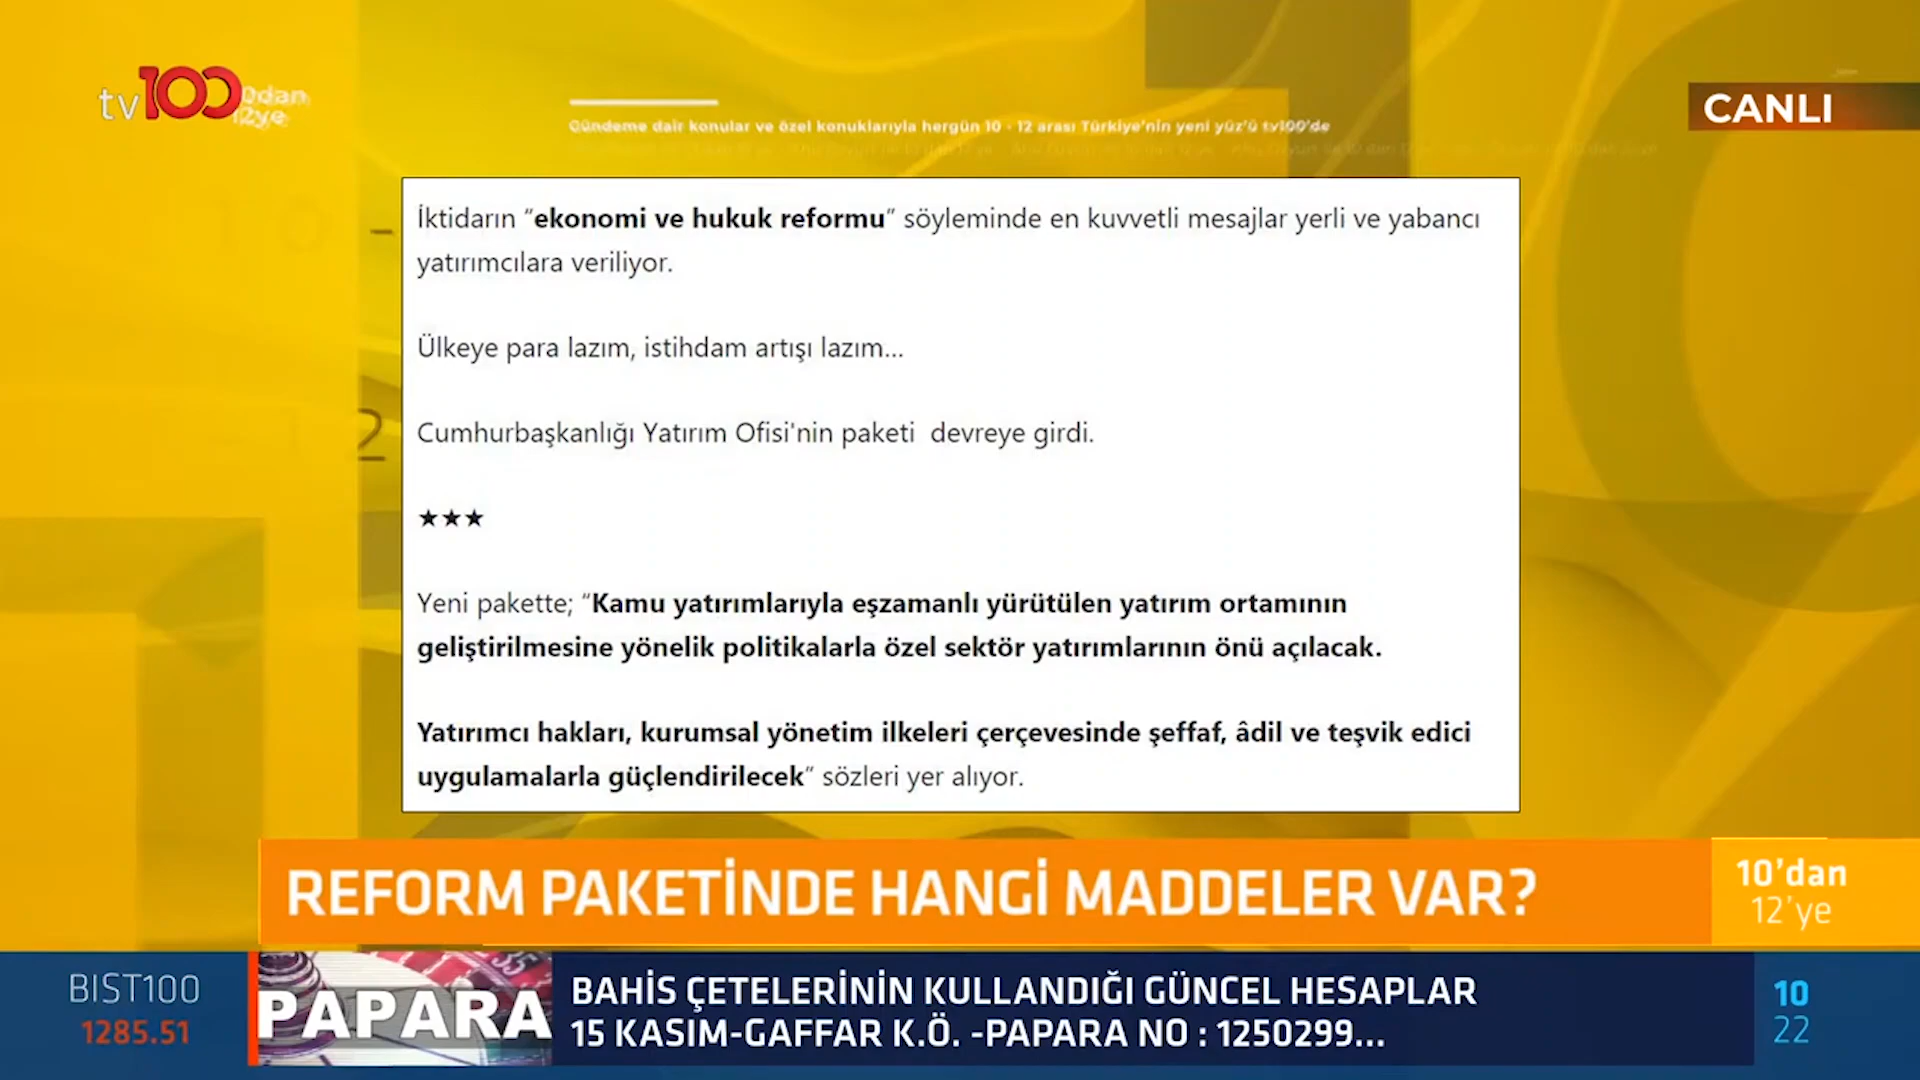 tv100
10dan
12ye
CANLI
Gündeme dair konular ve özel konuklarıyla hergün 10 - 12 arası Türkiye'nin yeni yüz'ü tv100'de
İktidarın “ekonomi ve hukuk reformu” söyleminde en kuvvetli mesajlar yerli ve yabancı
yatırımcılara veriliyor.
Ülkeye para lazım, istihdam artışı lazım...
Cumhurbaşkanlığı Yatırım Ofisi'nin paketi devreye girdi.
★★★
Yeni pakette; “Kamu yatırımlarıyla eşzamanlı yürütülen yatırım ortamının
geliştirilmesine yönelik politikalarla özel sektör yatırımlarının önü açılacak.
Yatırımcı hakları, kurumsal yönetim ilkeleri çerçevesinde şeffaf, âdil ve teşvik edici
uygulamalarla güçlendirilecek” sözleri yer alıyor.
REFORM PAKETİNDE HANGİ MADDELER VAR?
10’dan
12’ye
BIST100
1285.51
PAPARA
BAHİS ÇETELERİNİN KULLANDIĞI GÜNCEL HESAPLAR
15 KASIM-GAFFAR K.Ö. -PAPARA NO : 1250299...
10
22